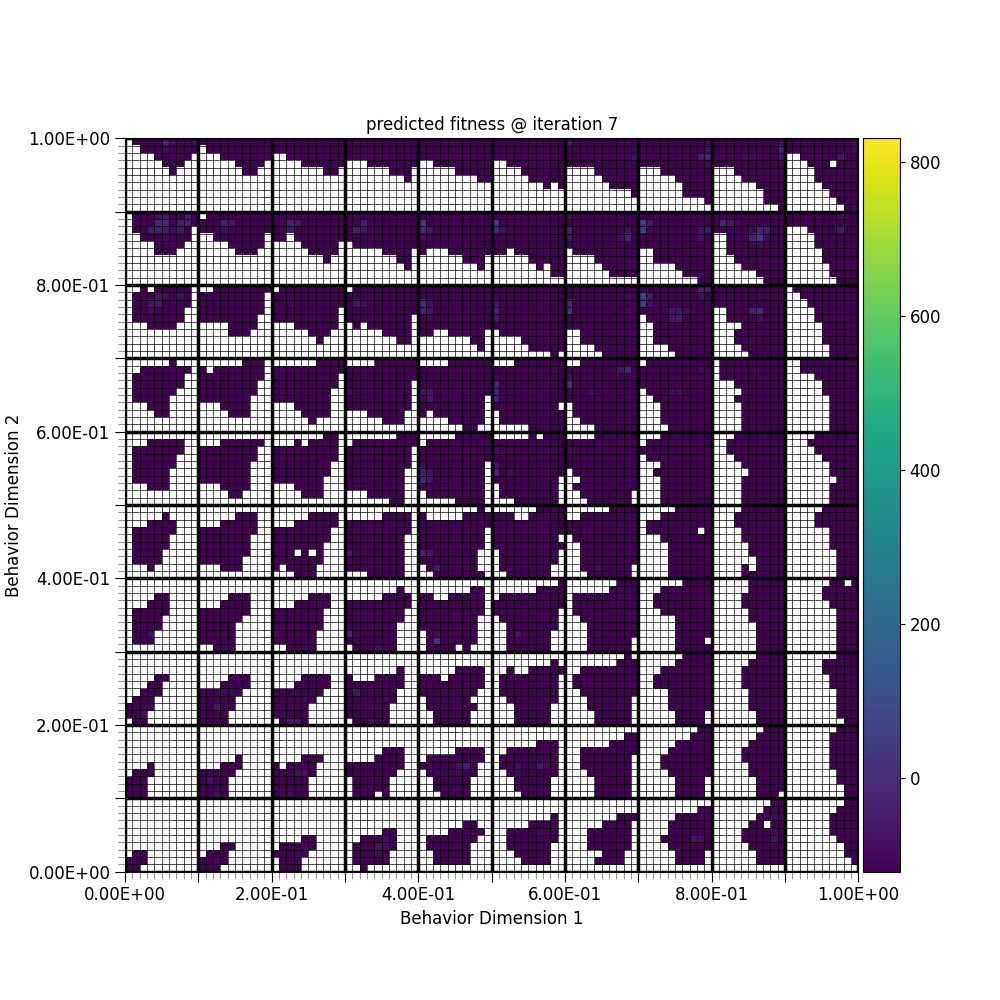 predicted fitness @ iteration 7
1.00E+00
8.00E-01
6.00E-01
4.00E-01
2.00E-01
0.00E+00
Behavior Dimension 2
0.00E+00 2.00E-01 4.00E-01 6.00E-01 8.00E-01 1.00E+00
Behavior Dimension 1
800
600
400
200
0